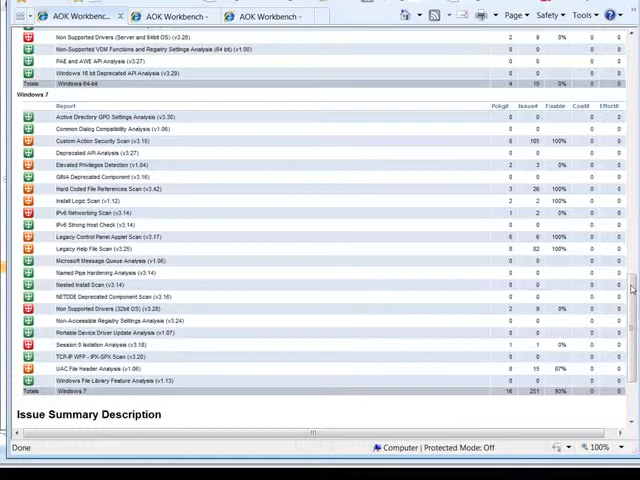 AOK Workbenc... AOK Workbench - AOK Workbench -
Page Safety Tools
Non Supported Drivers (Server and 64bit OS) (v3.28) 2 9 0% 0 0
Non-Supported VDM Functions and Registry Settings Analysis (64 bit) (v1.00) 0 0 0 0
PAE and AWE API Analysis (v3.27) 0 0 0 0
Windows 16 bit Deprecated API Analysis (v3.29) 0 0 0 0
Totals Windows 64-bit 4 15 0% 0 0
Windows 7
Report Pckg# Issue# Fixable Cost# Effort#
Active Directory GPO Settings Analysis (v3.30) 0 0 0 0
Common Dialog Compatibility Analysis (v1.06) 0 0 0 0
Custom Action Security Scan (v3.15) 6 105 100% 0 0
Deprecated API Analysis (v3.27) 0 0 0 0
Elevated Privileges Detection (v1.04) 2 3 0% 0 0
GINA Deprecated Component (v3.16) 0 0 0 0
Hard Coded File References Scan (v3.42) 3 26 100% 0 0
Install Logic Scan (v1.12) 2 2 100% 0 0
IPv6 Networking Scan (v3.14) 1 2 0% 0 0
IPv6 Strong Host Check (v3.14) 0 0 0 0
Legacy Control Panel Applet Scan (v3.17) 6 6 100% 0 0
Legacy Help File Scan (v3.25) 8 82 100% 0 0
Microsoft Message Queue Analysis (v1.06) 0 0 0 0
Named Pipe Hardening Analysis (v3.14) 0 0 0 0
Nested Install Scan (v3.14) 0 0 0 0
NETDDE Deprecated Component Scan (v3.16) 0 0 0 0
Non Supported Drivers (32bit OS) (v3.28) 2 9 0% 0 0
Non-Accessible Registry Settings Analysis (v3.24) 0 0 0 0
Portable Device Driver Update Analysis (v1.07) 0 0 0 0
Session 0 Isolation Analysis (v3.18) 1 1 0% 0 0
TCP-IP WFP - IPX-SPX Scan (v3.20) 0 0 0 0
UAC File Header Analysis (v1.06) 8 15 87% 0 0
Windows File Library Feature Analysis (v1.13) 0 0 0 0
Totals Windows 7 16 251 93% 0 0
Issue Summary Description
Done Computer | Protected Mode: Off 100%